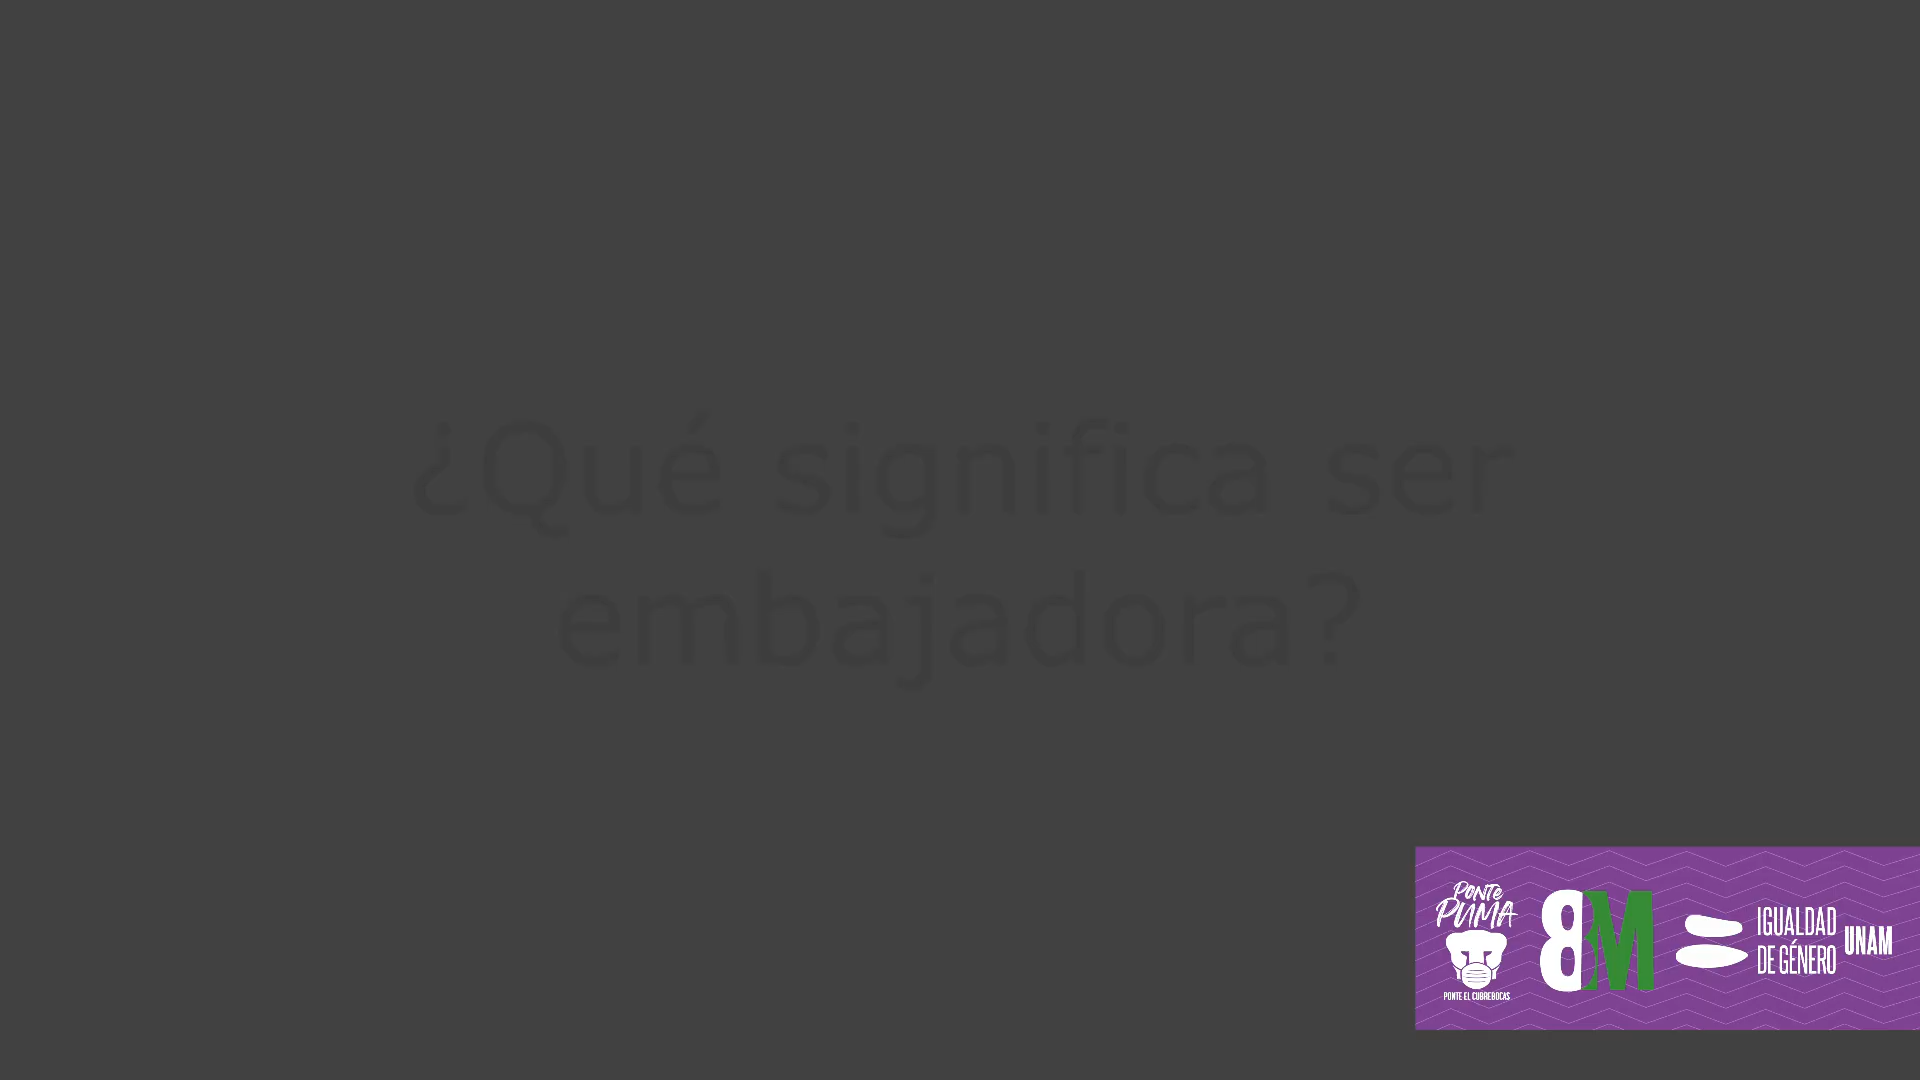 ¿Qué significa ser
embajadora?
PONTE
PUMA
PONTE EL CUBREBOCAS
8M
IGUALDAD
DE GÉNERO
UNAM